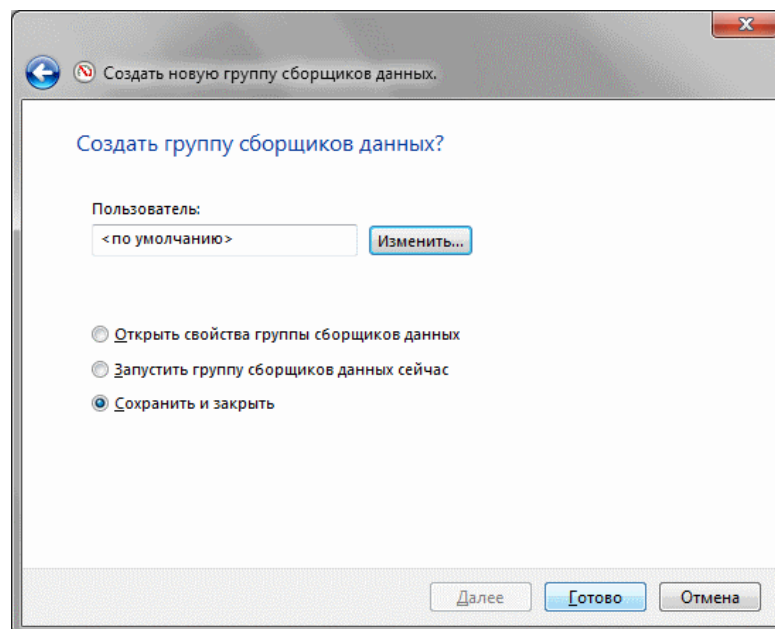 Создать новую группу сборщиков данных.
Создать группу сборщиков данных?
Пользователь:
<по умолчанию>
Изменить...
Открыть свойства группы сборщиков данных
Запустить группу сборщиков данных сейчас
Сохранить и закрыть
Далее
Готово
Отмена